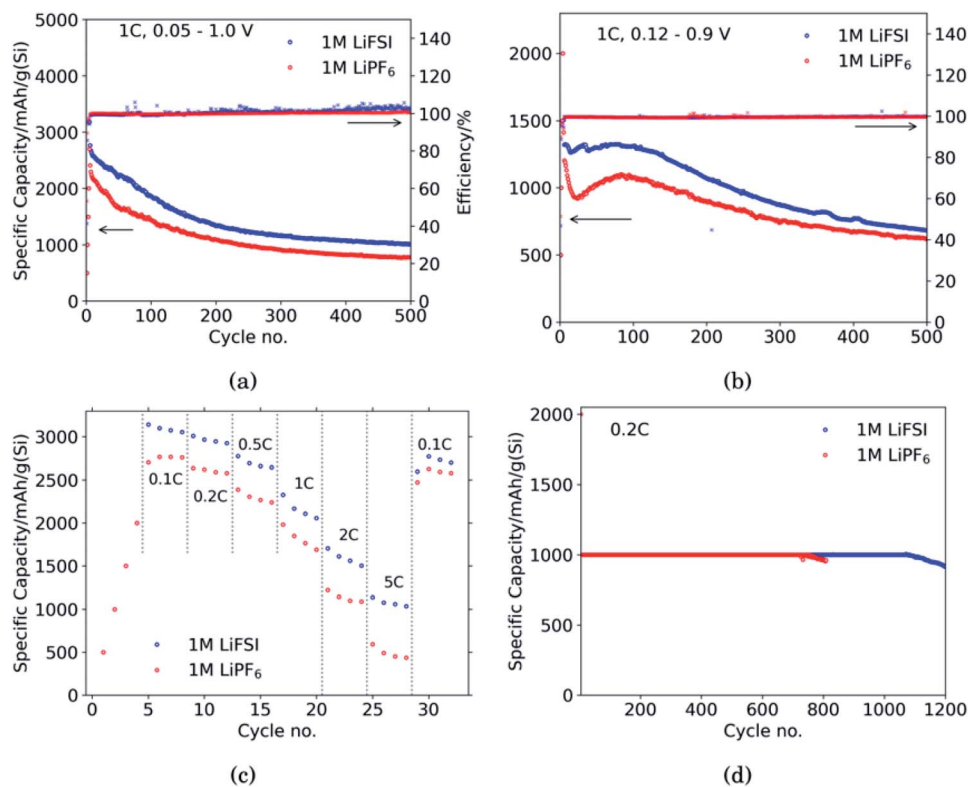 1C, 0.05 - 1.0 V
1M LiFSI
1M LiPF₆
Specific Capacity/mAh/g(Si)
5000
4000
3000
2000
1000
0
140
120
100
80
60
40
20
0
Efficiency/%
0 100 200 300 400 500
Cycle no.
(a)
1C, 0.12 - 0.9 V
1M LiFSI
1M LiPF₆
2000
1500
1000
500
0
140
120
100
80
60
40
20
0
0 100 200 300 400 500
(b)
Specific Capacity/mAh/g(Si)
3000
2500
2000
1500
1000
500
0
0.1C
0.2C
0.5C
1C
2C
5C
0.1C
1M LiFSI
1M LiPF₆
0 5 10 15 20 25 30
Cycle no.
(c)
0.2C
1M LiFSI
1M LiPF₆
Specific Capacity/mAh/g(Si)
2000
1500
1000
500
0
200 400 600 800 1000 1200
Cycle no.
(d)